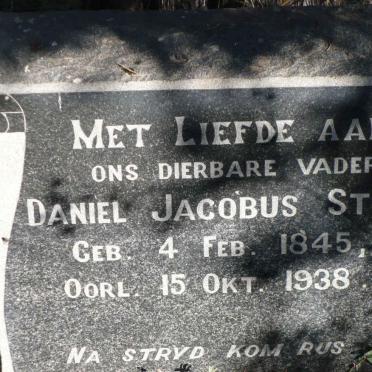 MET LIEFDE AAN
ONS DIERBARE VADER
DANIEL JACOBUS ST
GEB. 4 FEB. 1845,
OORL. 15 OKT. 1938.
NA STRYD KOM RUS